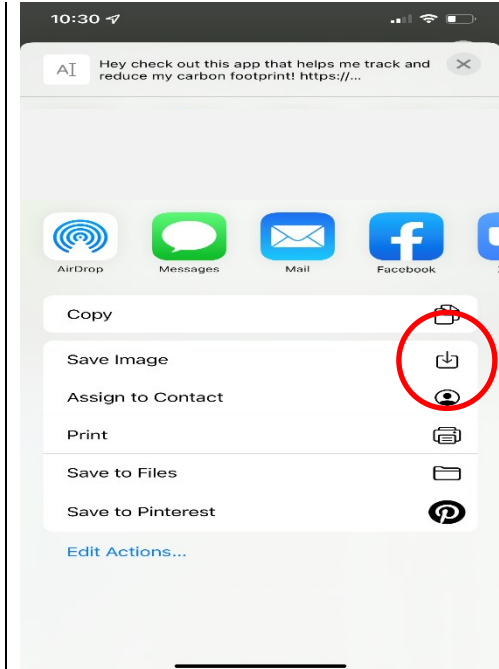 10:30
AI Hey check out this app that helps me track and
reduce my carbon footprint! https://...
AirDrop Messages Mail Facebook
Copy
Save Image
Assign to Contact
Print
Save to Files
Save to Pinterest
Edit Actions...